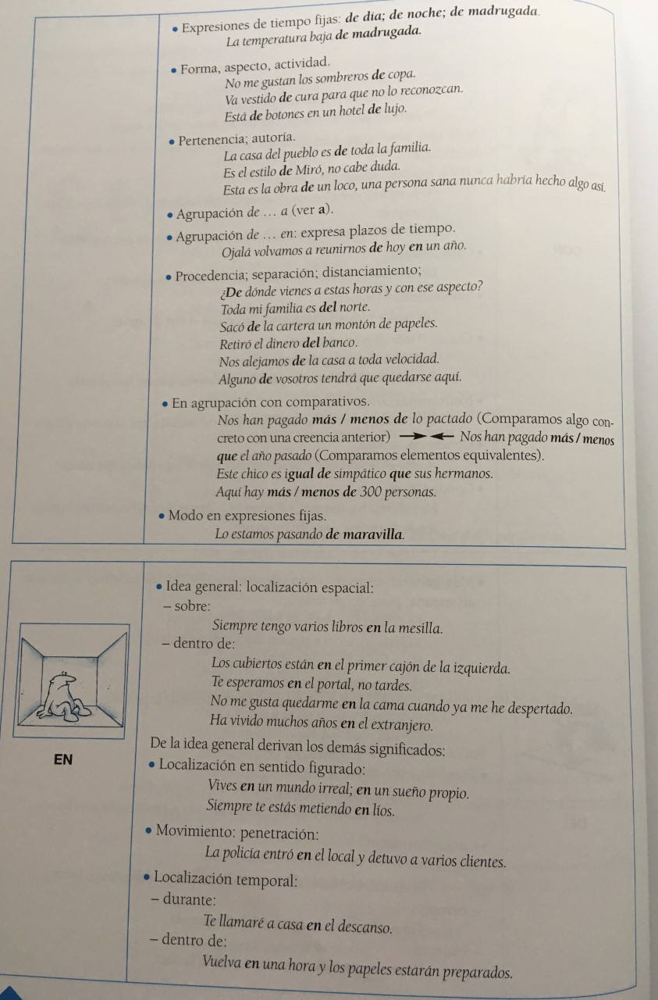 • Expresiones de tiempo fijas: de día; de noche; de madrugada.
La temperatura baja de madrugada.
• Forma, aspecto, actividad.
No me gustan los sombreros de copa.
Va vestido de cura para que no lo reconozcan.
Está de botones en un hotel de lujo.
• Pertenencia; autoría.
La casa del pueblo es de toda la familia.
Es el estilo de Miró, no cabe duda.
Esta es la obra de un loco, una persona sana nunca habría hecho algo así.
• Agrupación de ... a (ver a).
• Agrupación de ... en: expresa plazos de tiempo.
Ojalá volvamos a reunirnos de hoy en un año.
• Procedencia; separación; distanciamiento;
¿De dónde vienes a estas horas y con ese aspecto?
Toda mi familia es del norte.
Sacó de la cartera un montón de papeles.
Retiró el dinero del banco.
Nos alejamos de la casa a toda velocidad.
Alguno de vosotros tendrá que quedarse aquí.
• En agrupación con comparativos.
Nos han pagado más / menos de lo pactado (Comparamos algo con-
creto con una creencia anterior) →← Nos han pagado más / menos
que el año pasado (Comparamos elementos equivalentes).
Este chico es igual de simpático que sus hermanos.
Aquí hay más / menos de 300 personas.
• Modo en expresiones fijas.
Lo estamos pasando de maravilla.
EN
• Idea general: localización espacial:
– sobre:
Siempre tengo varios libros en la mesilla.
– dentro de:
Los cubiertos están en el primer cajón de la izquierda.
Te esperamos en el portal, no tardes.
No me gusta quedarme en la cama cuando ya me he despertado.
Ha vivido muchos años en el extranjero.
De la idea general derivan los demás significados:
• Localización en sentido figurado:
Vives en un mundo irreal; en un sueño propio.
Siempre te estás metiendo en líos.
• Movimiento: penetración:
La policía entró en el local y detuvo a varios clientes.
• Localización temporal:
– durante:
Te llamaré a casa en el descanso.
– dentro de:
Vuelva en una hora y los papeles estarán preparados.